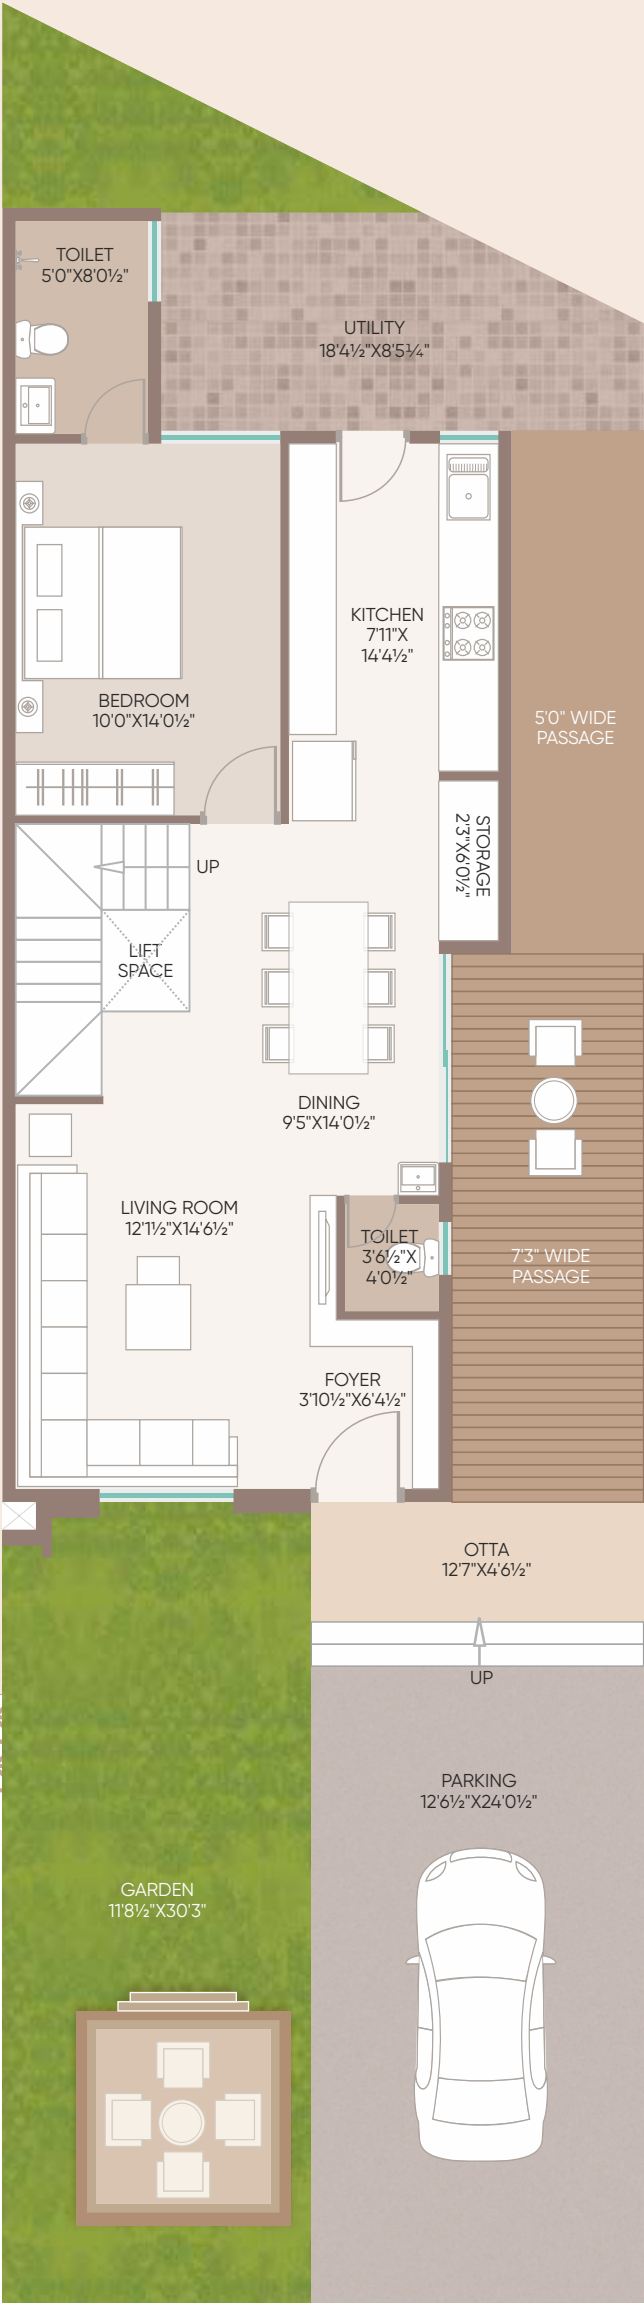 TOILET
5'0"X8'0½"
UTILITY
18'4½"X8'5¼"
KITCHEN
7'11"X
14'4½"
BEDROOM
10'0"X14'0½"
5'0" WIDE
PASSAGE
STORAGE
2'3"X6'0½"
UP
LIFT
SPACE
DINING
9'5"X14'0½"
LIVING ROOM
12'1½"X14'6½"
TOILET
3'6½"X
4'0½"
7'3" WIDE
PASSAGE
FOYER
3'10½"X6'4½"
OTTA
12'7"X4'6½"
UP
PARKING
12'6½"X24'0½"
GARDEN
11'8½"X30'3"